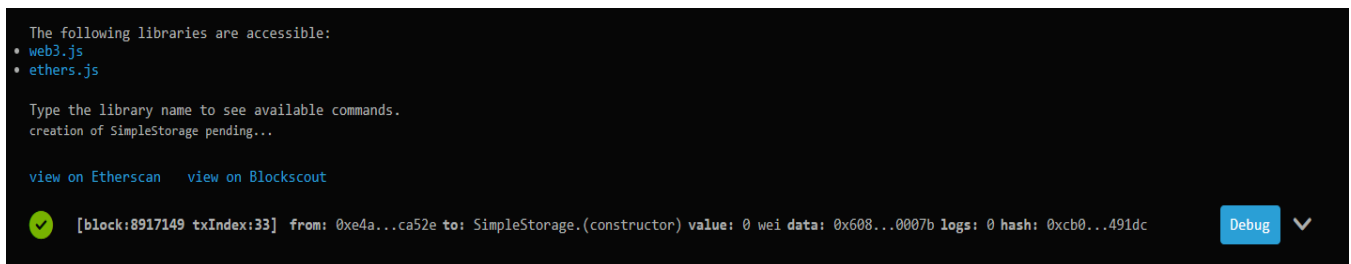 The following libraries are accessible:
• web3.js
• ethers.js
Type the library name to see available commands.
creation of SimpleStorage pending...
view on Etherscan view on Blockscout
[block:8917149 txIndex:33] from: 0xe4a...ca52e to: SimpleStorage.(constructor) value: 0 wei data: 0x608...0007b logs: 0 hash: 0xcb0...491dc Debug